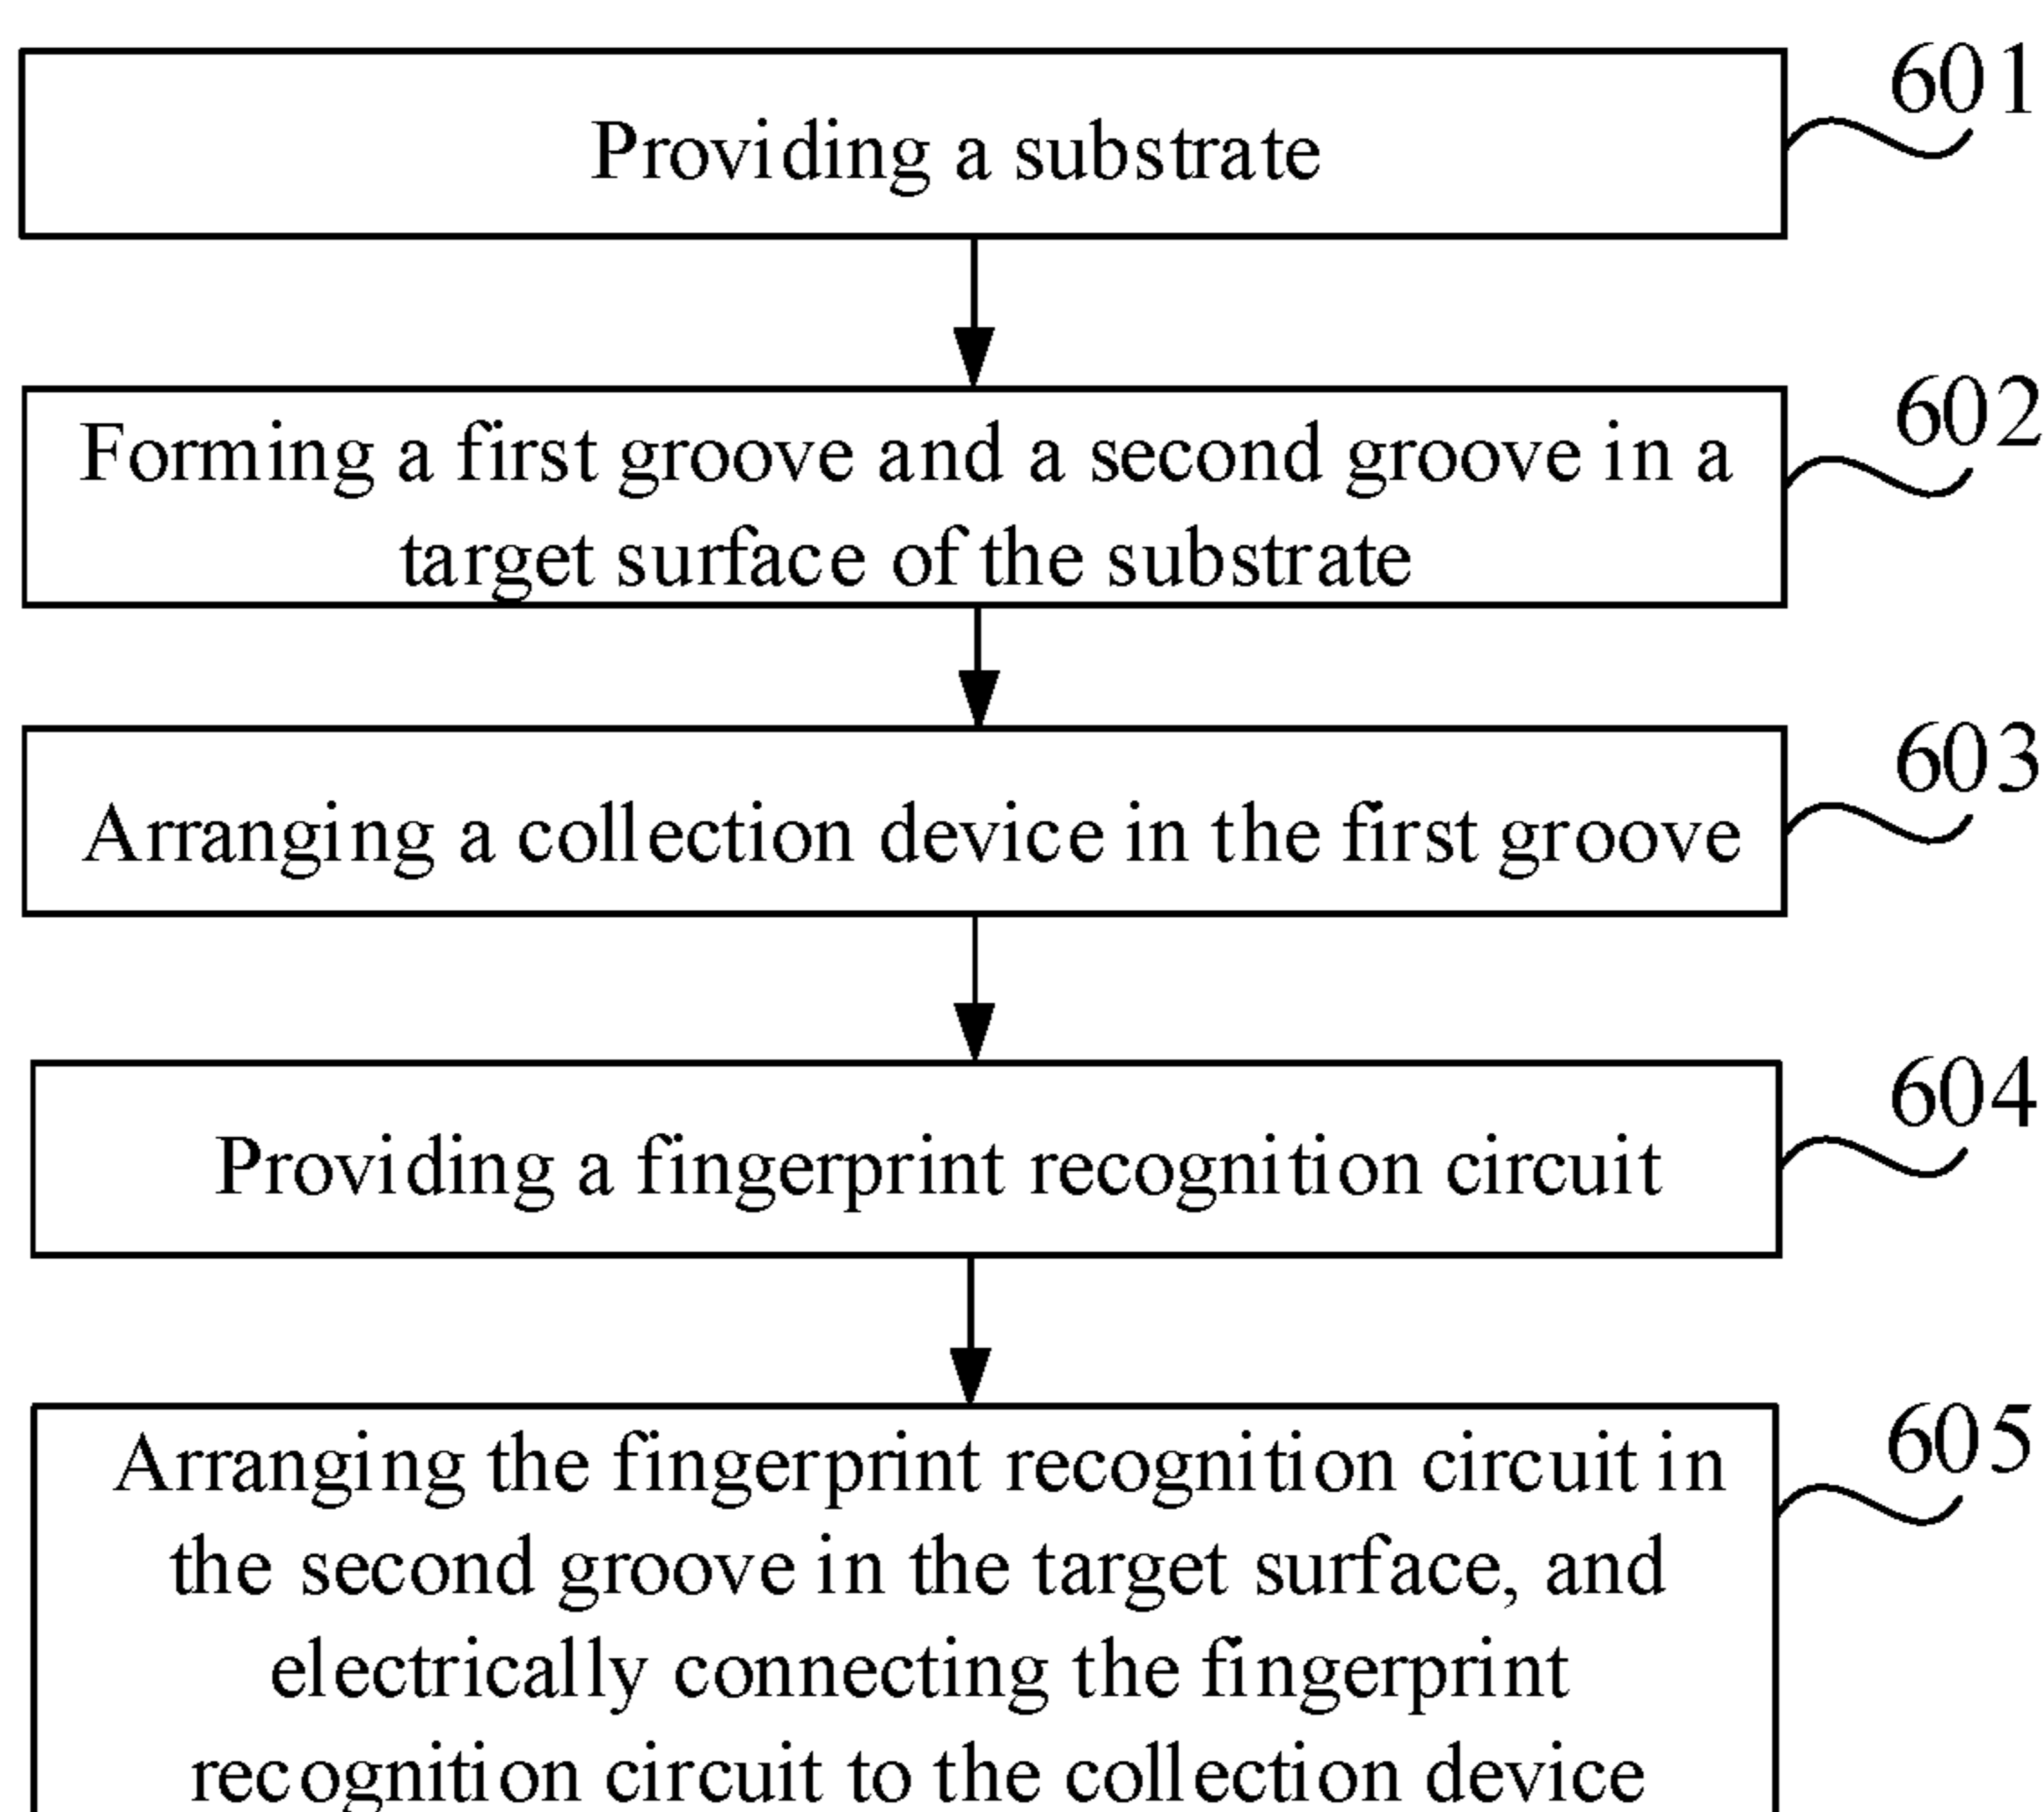 601
Providing a substrate
602
Forming a first groove and a second groove in a
target surface of the substrate
603
Arranging a collection device in the first groove
604
Providing a fingerprint recognition circuit
605
Arranging the fingerprint recognition circuit in
the second groove in the target surface, and
electrically connecting the fingerprint
recognition circuit to the collection device